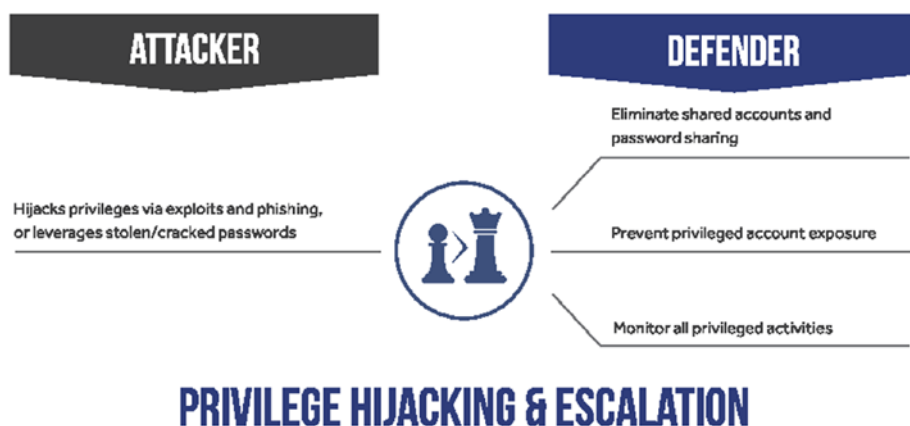 ATTACKER
Hijacks privileges via exploits and phishing,
or leverages stolen/cracked passwords
DEFENDER
Eliminate shared accounts and
password sharing
Prevent privileged account exposure
Monitor all privileged activities
PRIVILEGE HIJACKING & ESCALATION